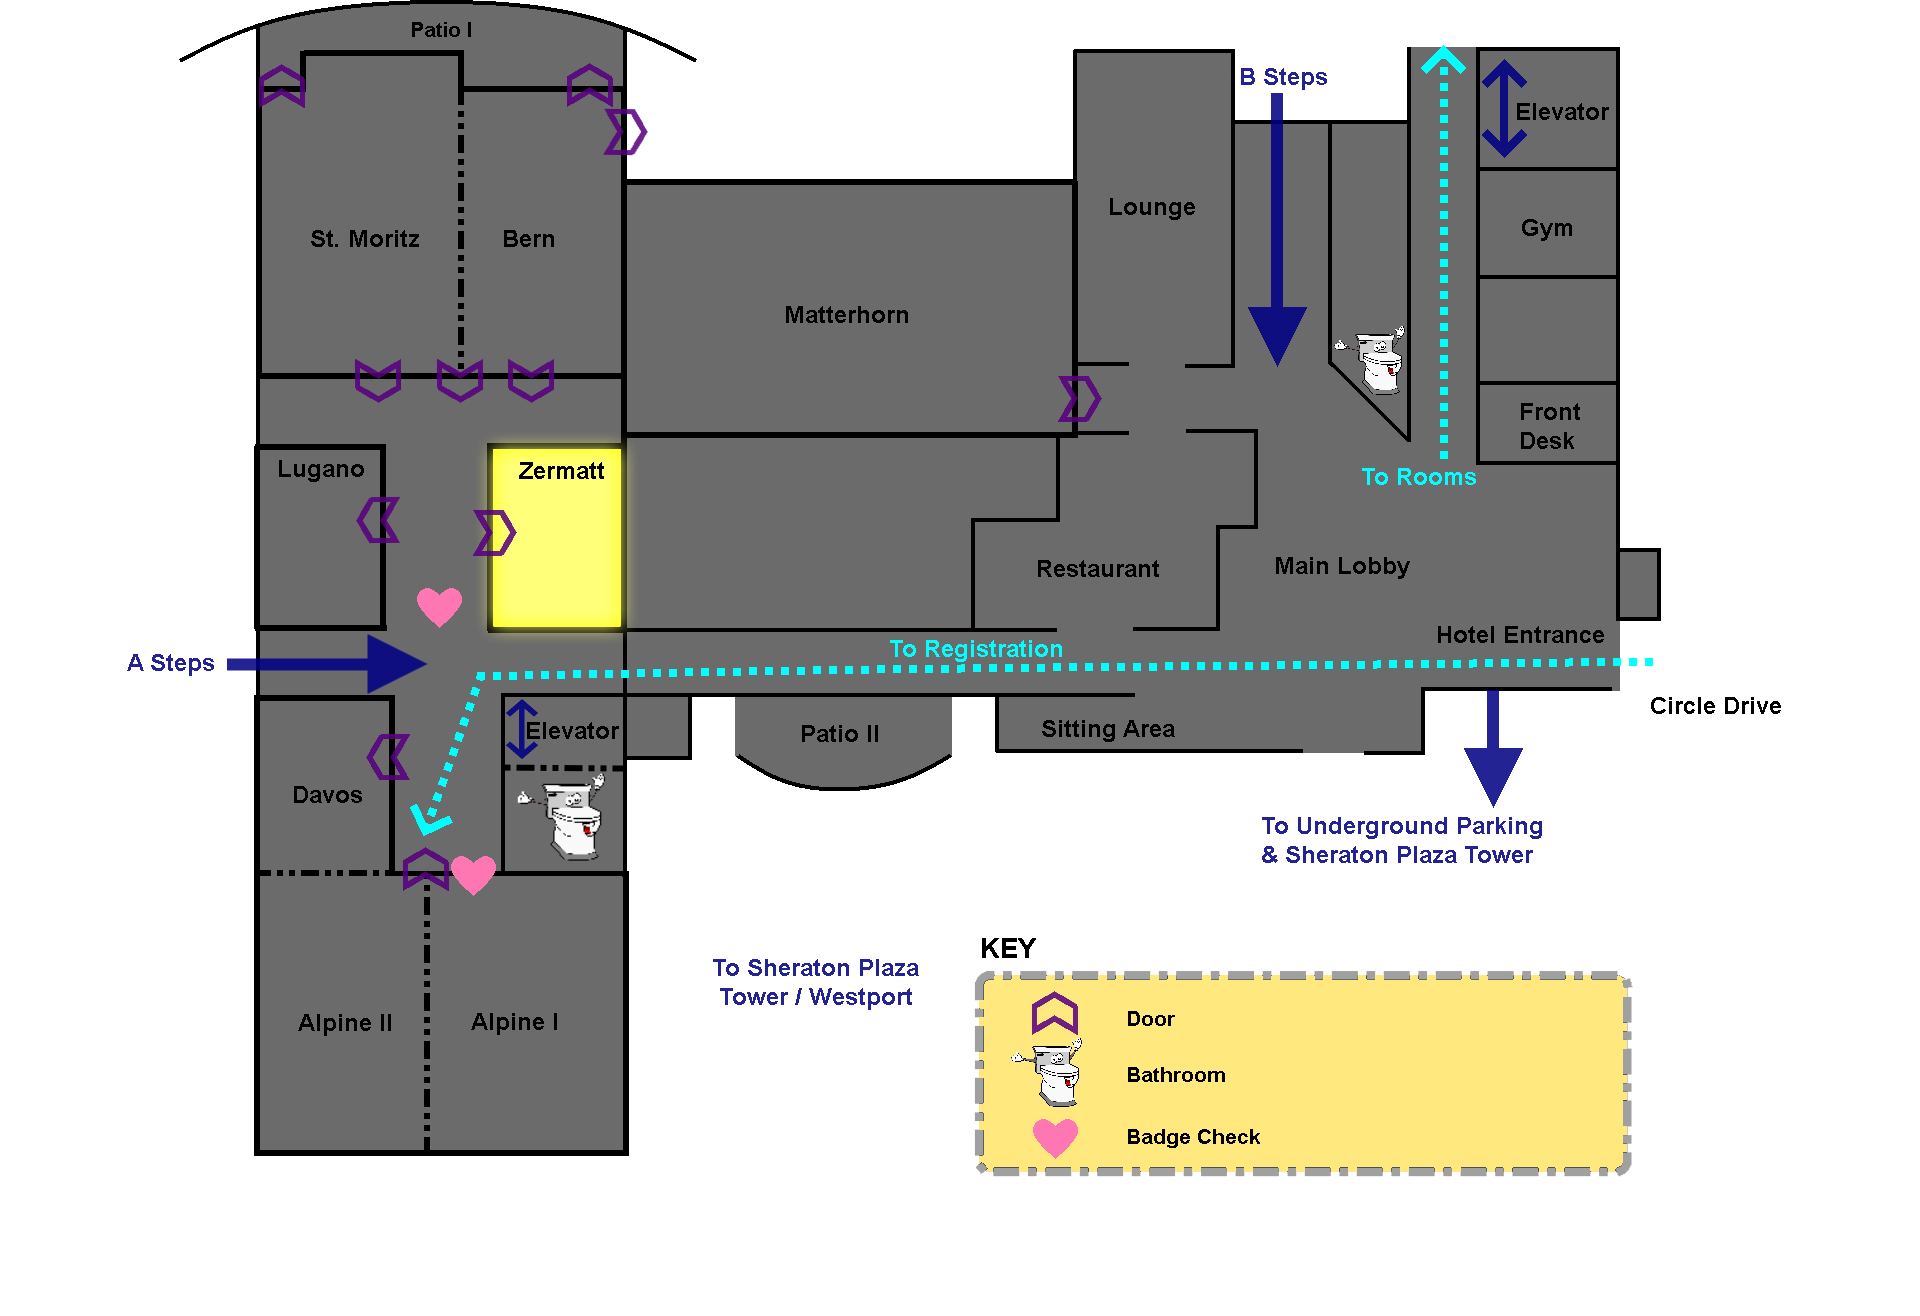 Patio I
B Steps
Elevator
Lounge
Gym
St. Moritz
Bern
Matterhorn
Front
Desk
Lugano
Zermatt
To Rooms
Restaurant
Main Lobby
Hotel Entrance
To Registration
A Steps
Circle Drive
Elevator
Patio II
Sitting Area
Davos
To Underground Parking
& Sheraton Plaza Tower
KEY
To Sheraton Plaza
Tower / Westport
Alpine II
Alpine I
Door
Bathroom
Badge Check